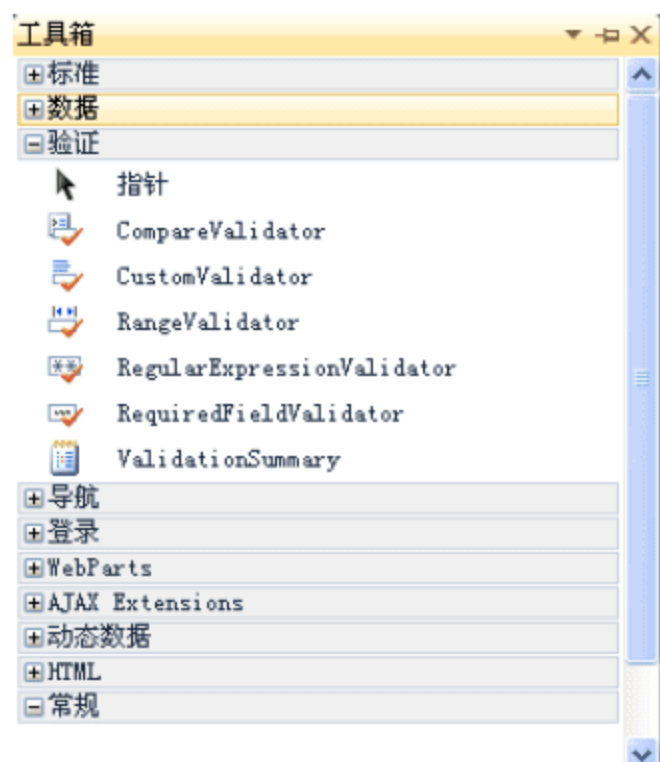 工具箱
标准
数据
验证
指针
CompareValidator
CustomValidator
RangeValidator
RegularExpressionValidator
RequiredFieldValidator
ValidationSummary
导航
登录
WebParts
AJAX Extensions
动态数据
HTML
常规